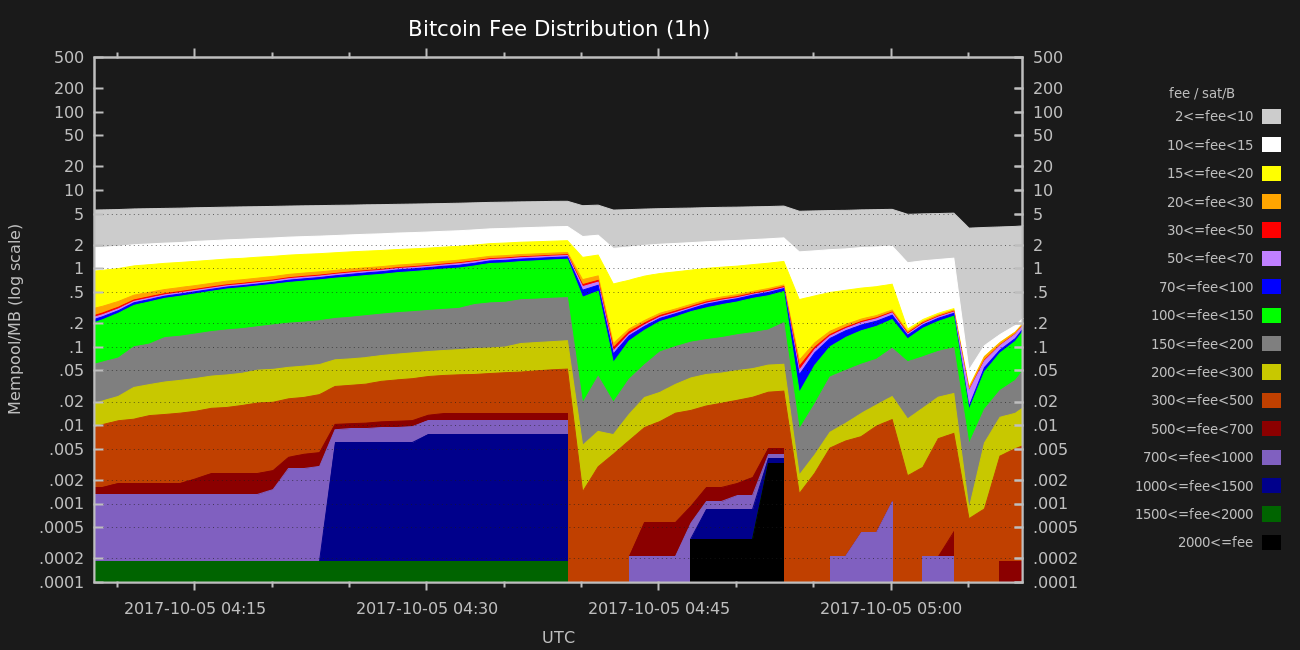 Bitcoin Fee Distribution (1h)
Mempool/MB (log scale)
500
200
100
50
20
10
5
2
1
.5
.2
.1
.05
.02
.01
.005
.002
.001
.0005
.0002
.0001
500
200
100
50
20
10
5
2
1
.5
.2
.1
.05
.02
.01
.005
.002
.001
.0005
.0002
.0001
2017-10-05 04:15 2017-10-05 04:30 2017-10-05 04:45 2017-10-05 05:00
UTC
fee / sat/B
2<=fee<10
10<=fee<15
15<=fee<20
20<=fee<30
30<=fee<50
50<=fee<70
70<=fee<100
100<=fee<150
150<=fee<200
200<=fee<300
300<=fee<500
500<=fee<700
700<=fee<1000
1000<=fee<1500
1500<=fee<2000
2000<=fee